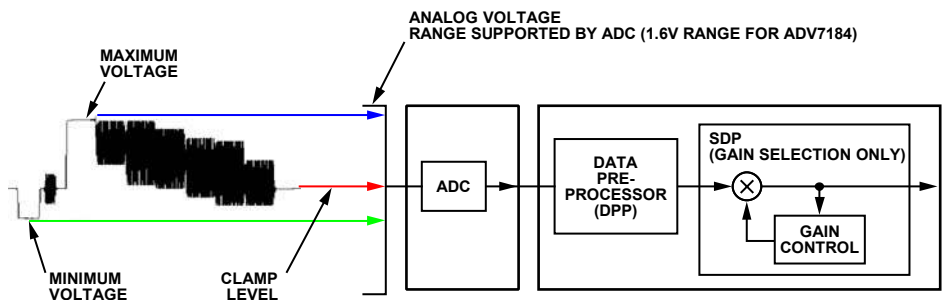 ANALOG VOLTAGE
RANGE SUPPORTED BY ADC (1.6V RANGE FOR ADV7184)
MAXIMUM
VOLTAGE
SDP
(GAIN SELECTION ONLY)
DATA
PRE-
PROCESSOR
(DPP)
ADC
GAIN
CONTROL
MINIMUM
VOLTAGE
CLAMP
LEVEL